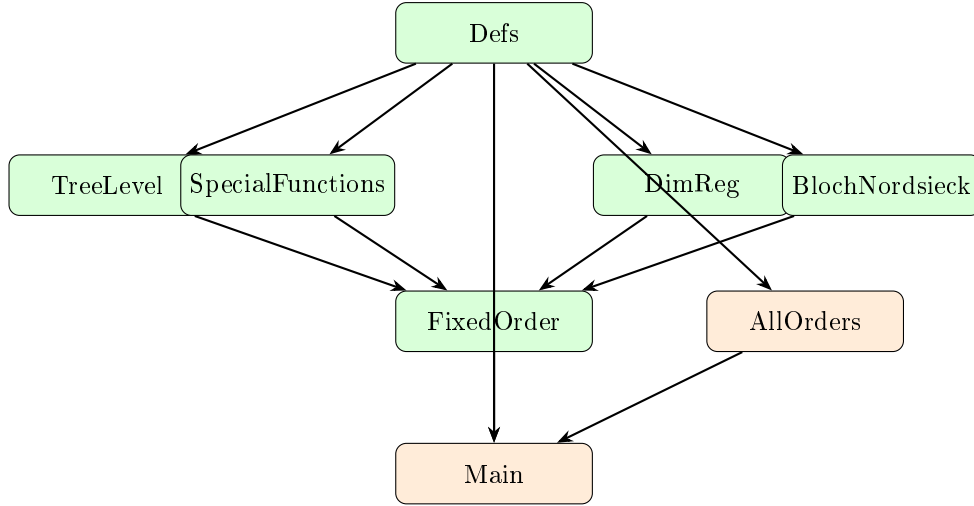 Defs
TreeLevel
SpecialFunctions
DimReg
BlochNordsieck
FixedOrder
AllOrders
Main